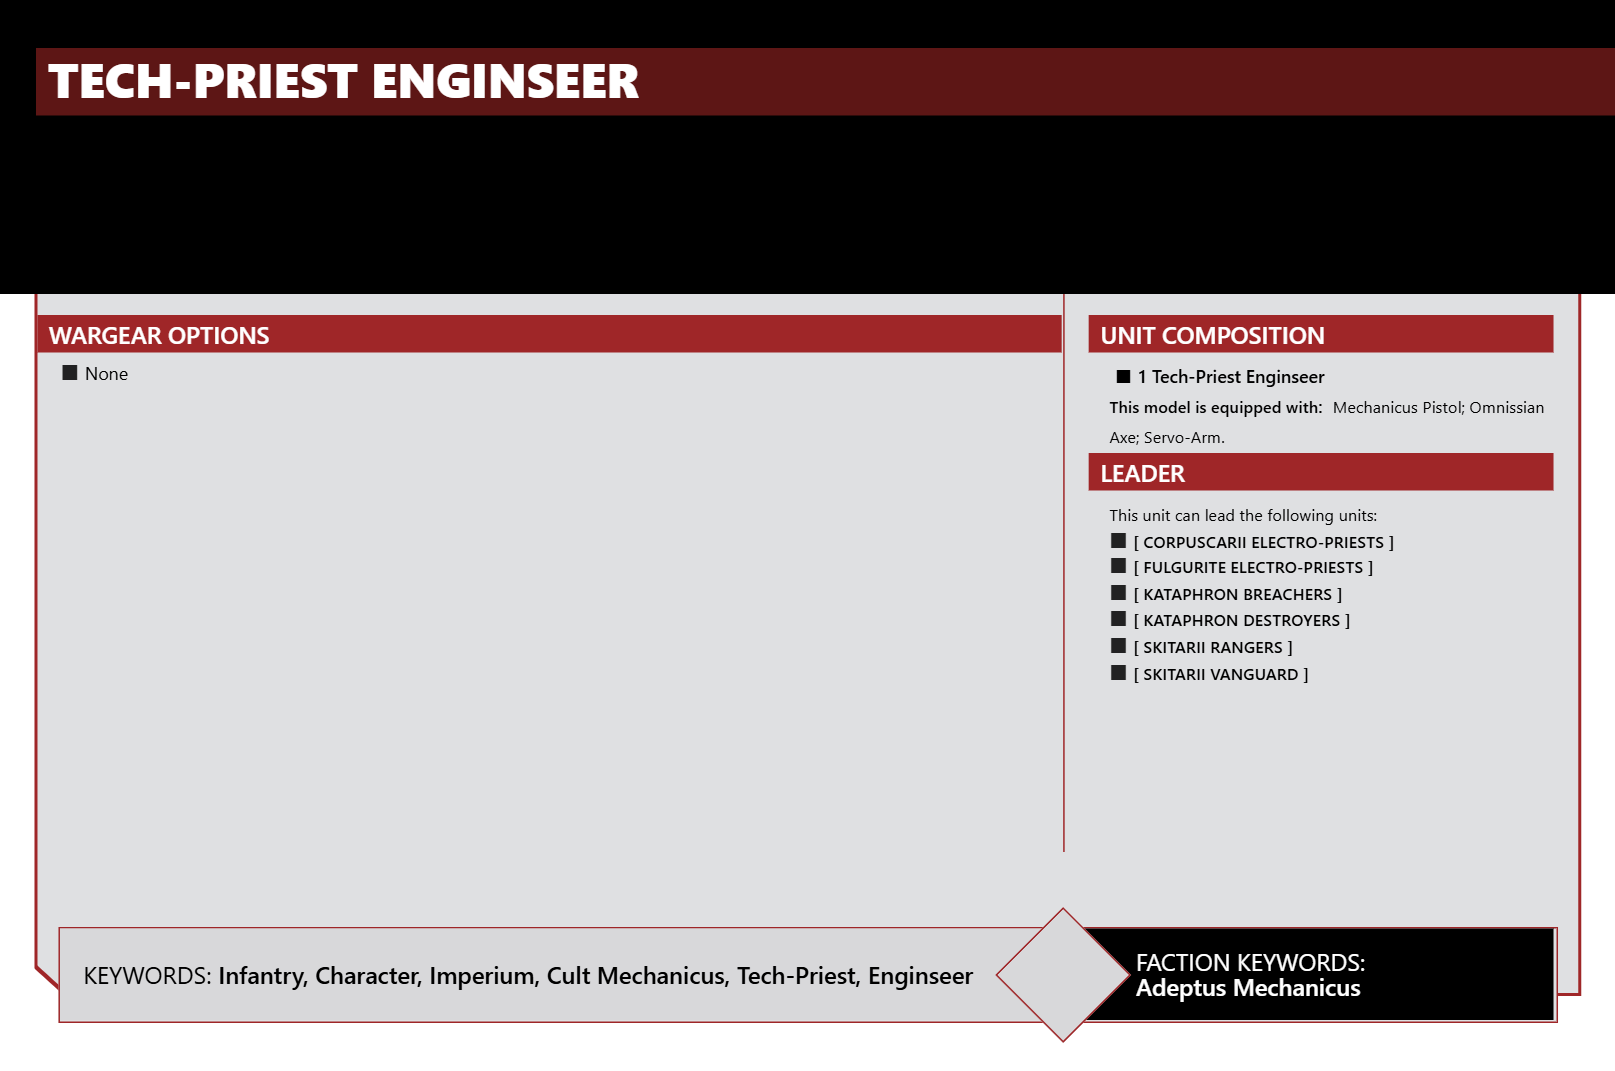 TECH-PRIEST ENGINSEER
WARGEAR OPTIONS
None
UNIT COMPOSITION
1 Tech-Priest Enginseer
This model is equipped with: Mechanicus Pistol; Omnissian
Axe; Servo-Arm.
LEADER
This unit can lead the following units:
[ CORPUSCARII ELECTRO-PRIESTS ]
[ FULGURITE ELECTRO-PRIESTS ]
[ KATAPHRON BREACHERS ]
[ KATAPHRON DESTROYERS ]
[ SKITARII RANGERS ]
[ SKITARII VANGUARD ]
KEYWORDS: Infantry, Character, Imperium, Cult Mechanicus, Tech-Priest, Enginseer
FACTION KEYWORDS:
Adeptus Mechanicus